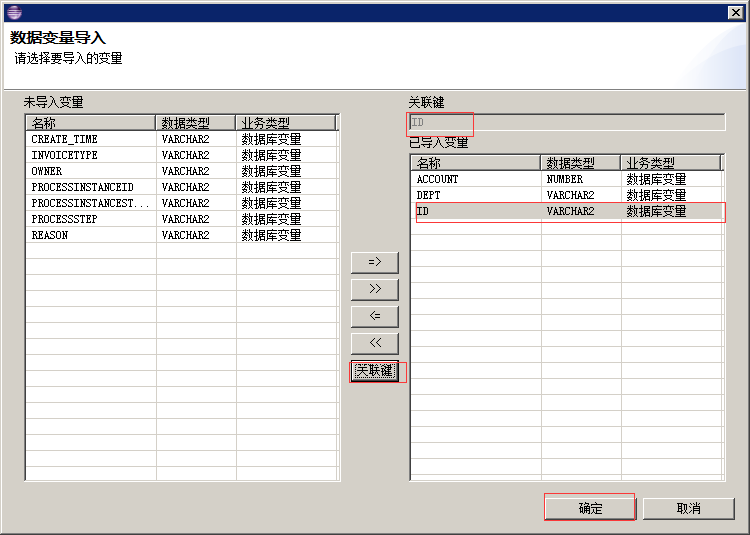 数据变量导入
请选择要导入的变量
未导入变量
名称 数据类型 业务类型
CREATE_TIME VARCHAR2 数据库变量
INVOICETYPE VARCHAR2 数据库变量
OWNER VARCHAR2 数据库变量
PROCESSINSTANCEID VARCHAR2 数据库变量
PROCESSINSTANCEST... VARCHAR2 数据库变量
PROCESSSTEP VARCHAR2 数据库变量
REASON VARCHAR2 数据库变量
=>
>>
<=
<<
关联键
关联键
ID
已导入变量
名称 数据类型 业务类型
ACCOUNT NUMBER 数据库变量
DEPT VARCHAR2 数据库变量
ID VARCHAR2 数据库变量
确定 取消